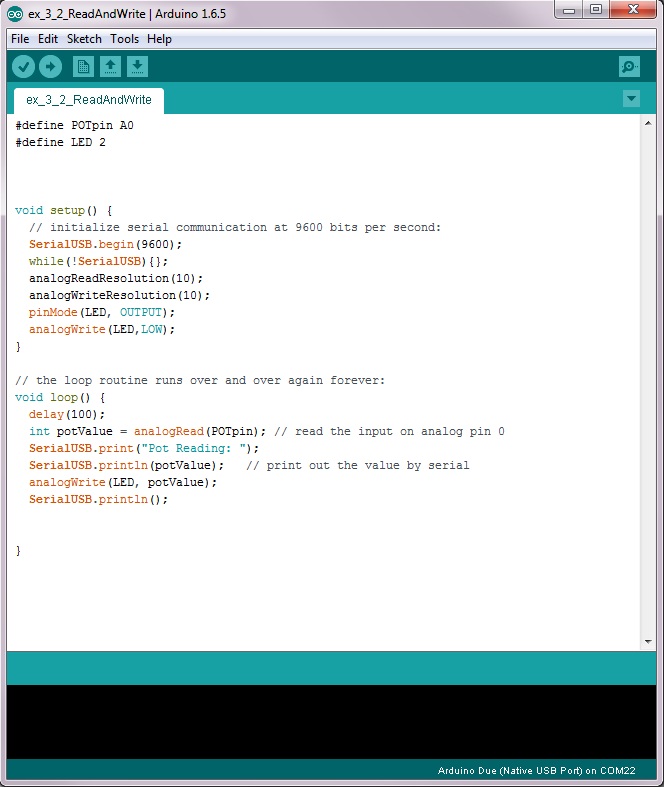 ex_3_2_ReadAndWrite | Arduino 1.6.5
File Edit Sketch Tools Help
ex_3_2_ReadAndWrite
#define POTpin A0
#define LED 2
void setup() {
  // initialize serial communication at 9600 bits per second:
  SerialUSB.begin(9600);
  while(!SerialUSB){};
  analogReadResolution(10);
  analogWriteResolution(10);
  pinMode(LED, OUTPUT);
  analogWrite(LED,LOW);
}
// the loop routine runs over and over again forever:
void loop() {
  delay(100);
  int potValue = analogRead(POTpin); // read the input on analog pin 0
  SerialUSB.print("Pot Reading: ");
  SerialUSB.println(potValue);   // print out the value by serial
  analogWrite(LED, potValue);
  SerialUSB.println();
}
Arduino Due (Native USB Port) on COM22